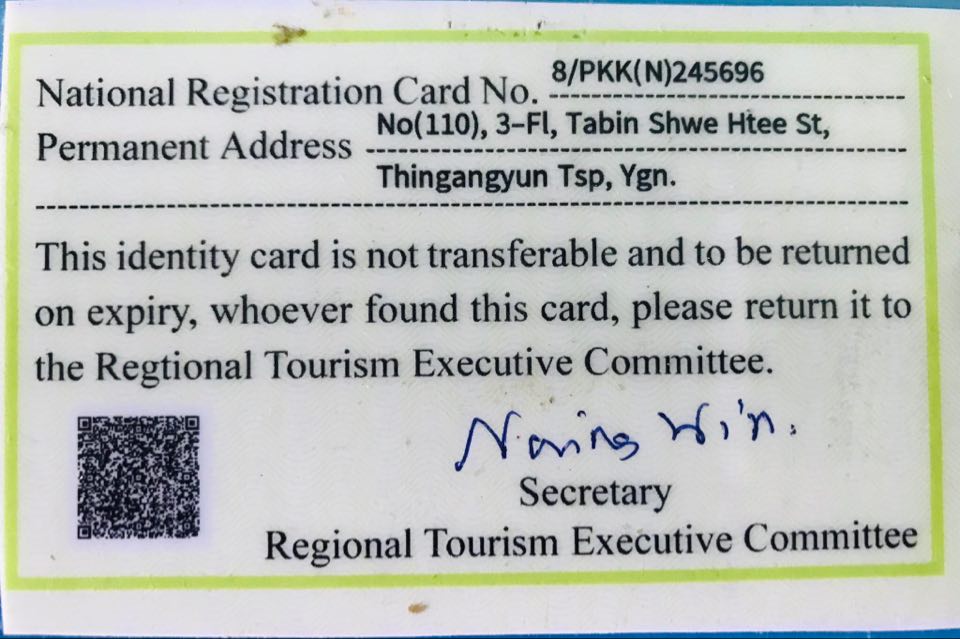 National Registration Card No. 8/PKK(N)245696
Permanent Address No(110), 3-Fl, Tabin Shwe Htee St,
Thingangyun Tsp, Ygn.
This identity card is not transferable and to be returned
on expiry, whoever found this card, please return it to
the Regtional Tourism Executive Committee.
Naing Win.
Secretary
Regional Tourism Executive Committee